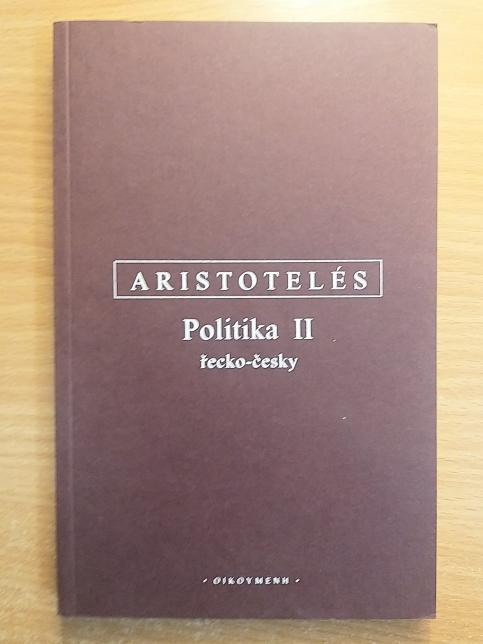 ARISTOTELÉS
Politika II
řecko-česky
· OIKOYMENH ·